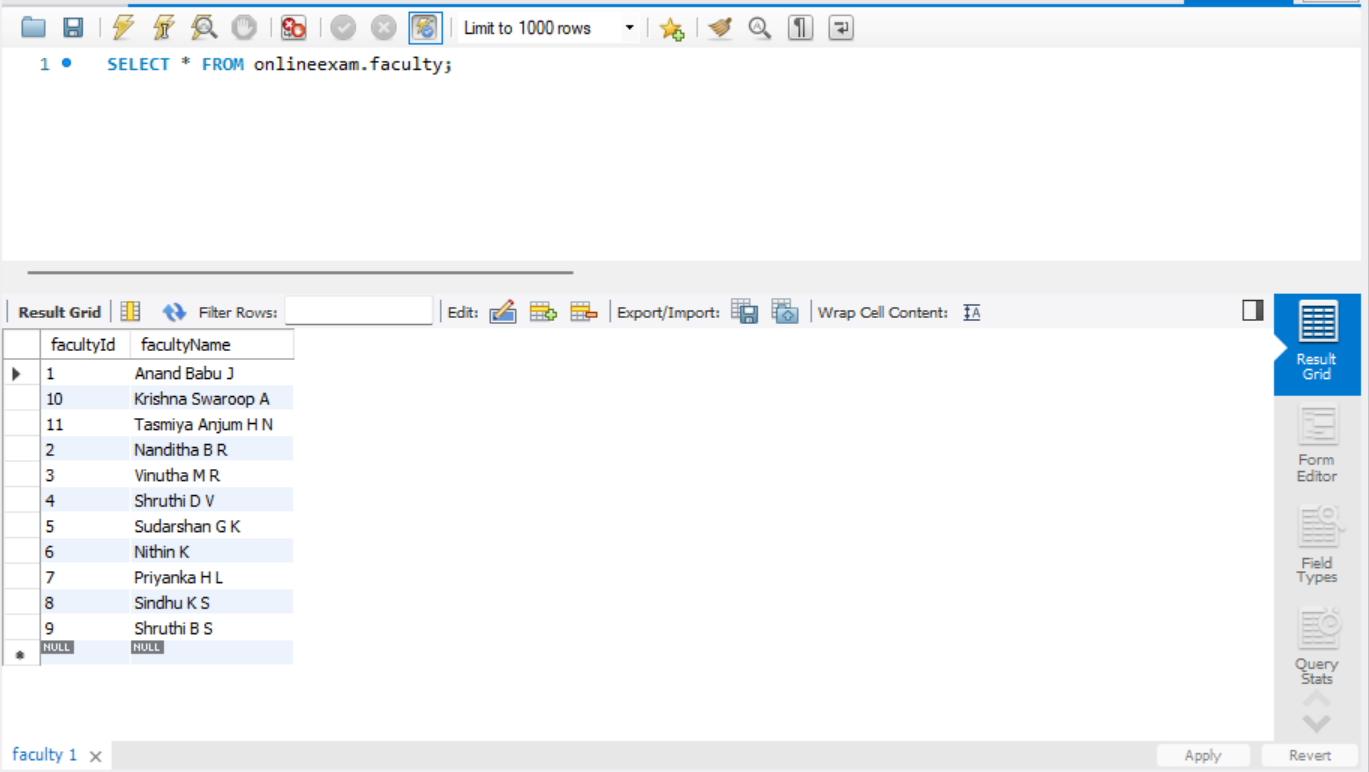 Limit to 1000 rows
1 SELECT * FROM onlineexam.faculty;
Result Grid Filter Rows: Edit: Export/Import: Wrap Cell Content:
facultyId facultyName
1 Anand Babu J
10 Krishna Swaroop A
11 Tasmiya Anjum H N
2 Nanditha B R
3 Vinutha M R
4 Shruthi D V
5 Sudarshan G K
6 Nithin K
7 Priyanka H L
8 Sindhu K S
9 Shruthi B S
NULL NULL
Result
Grid
Form
Editor
Field
Types
Query
Stats
faculty 1 Apply Revert